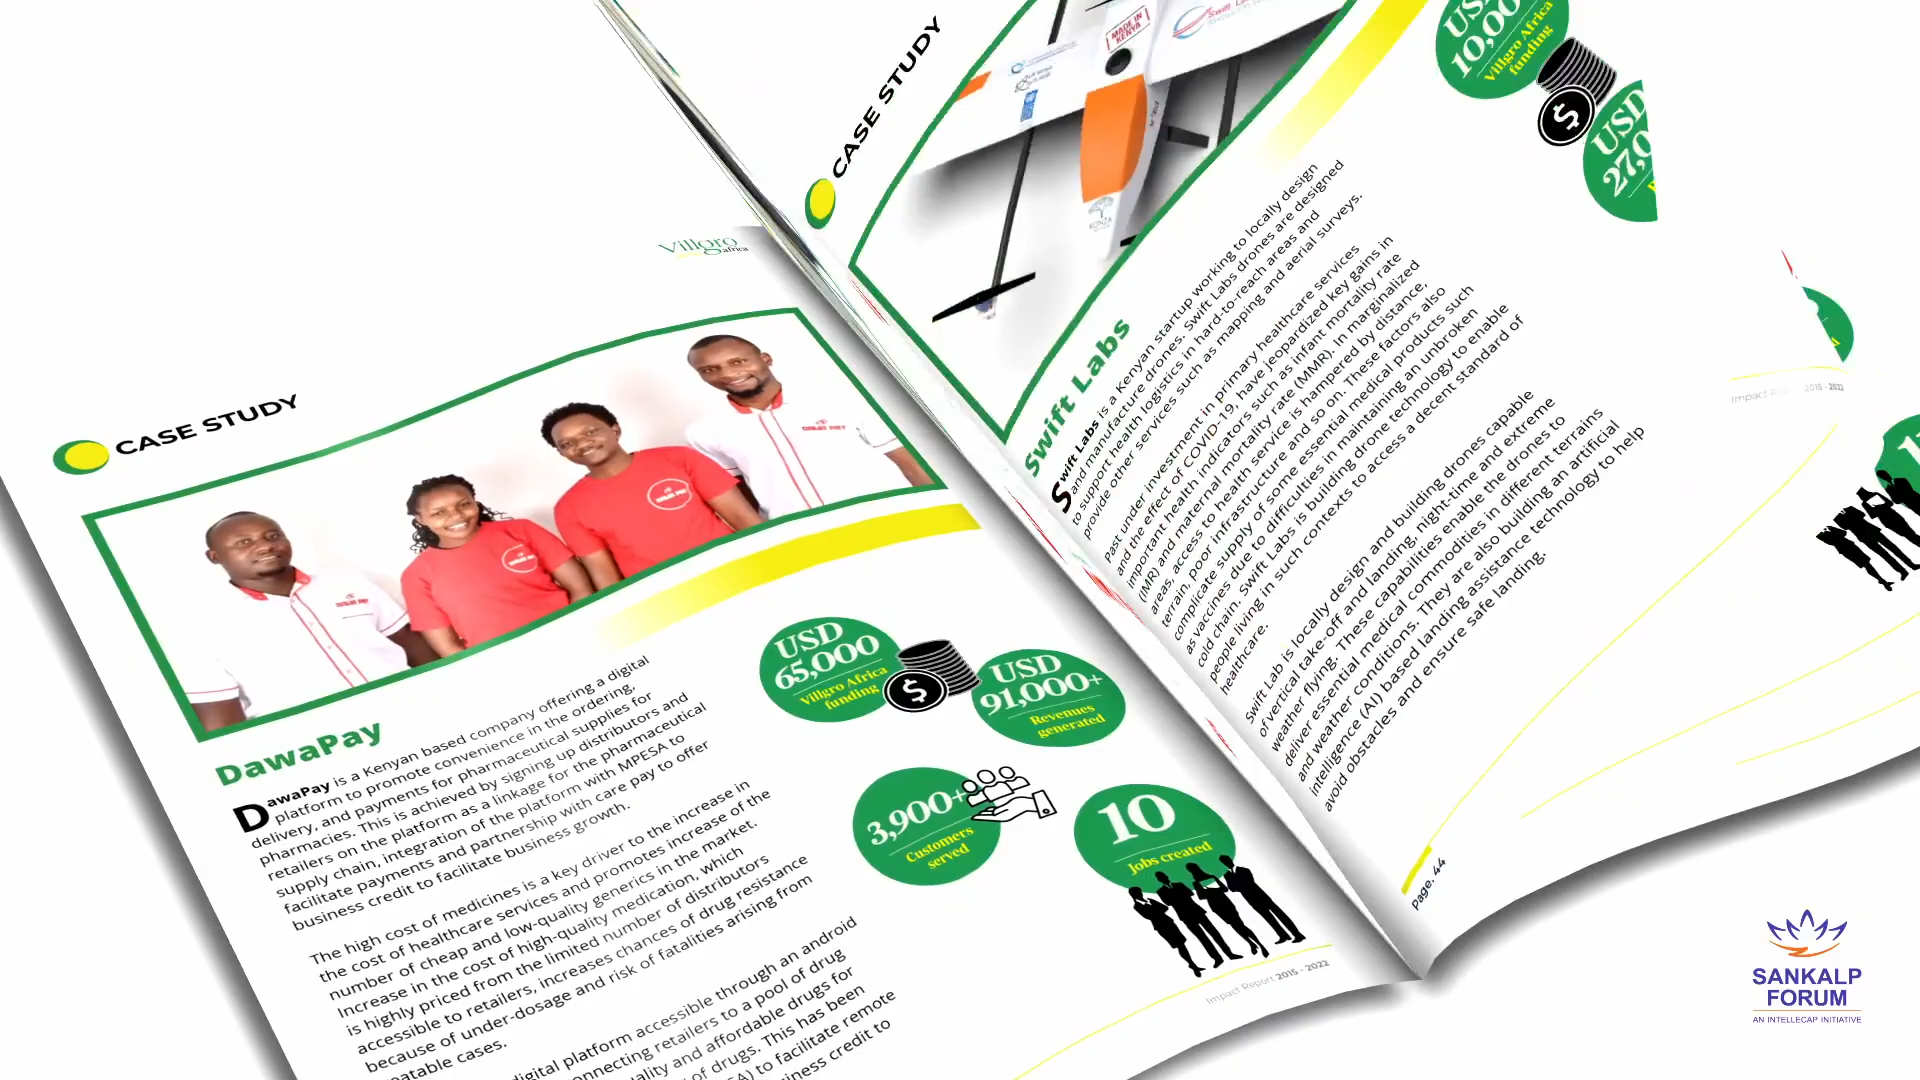 Villgro
africa
CASE STUDY
DawaPay
DawaPay is a Kenyan based company offering a digital
platform to promote convenience in the ordering,
delivery, and payments for pharmaceutical supplies for
pharmacies. This is achieved by signing up distributors and
retailers on the platform as a linkage for the pharmaceutical
supply chain, integration of the platform with MPESA to
facilitate payments and partnership with care pay to offer
business credit to facilitate business growth.
The high cost of medicines is a key driver to the increase in
the cost of healthcare services and promotes increase of the
number of cheap and low-quality generics in the market.
Increase in the cost of high-quality medication, which
is highly priced from the limited number of distributors
accessible to retailers, increases chances of drug resistance
because of under-dosage and risk of fatalities arising from
eatable cases.
digital platform accessible through an android
onnecting retailers to a pool of drug
ality and affordable drugs for
of drugs. This has been
to facilitate remote
iness credit to
USD
65,000
Villgro Africa
funding
$
USD
91,000+
Revenues
generated
3,900+
Customers
served
10
Jobs created
Impact Report 2015 - 2022
CASE STUDY
MADE IN
KENYA
KONZA
Swift Labs
Swift Labs is a Kenyan startup working to locally design
and manufacture drones. Swift Labs drones are designed
to support health logistics in hard-to-reach areas and
provide other services such as mapping and aerial surveys.
Past under investment in primary healthcare services
and the effect of COVID-19, have jeopardized key gains in
important health indicators such as infant mortality rate
(IMR) and maternal mortality rate (MMR). In marginalized
areas, access to health service is hampered by distance,
terrain, poor infrastructure and so on. These factors also
complicate supply of some essential medical products such
as vaccines due to difficulties in maintaining an unbroken
cold chain. Swift Labs is building drone technology to enable
people living in such contexts to access a decent standard of
healthcare.
Swift Lab is locally design and building drones capable
of vertical take-off and landing, night-time and extreme
weather flying. These capabilities enable the drones to
deliver essential medical commodities in different terrains
and weather conditions. They are also building an artificial
intelligence (AI) based landing assistance technology to help
avoid obstacles and ensure safe landing.
USD
10,00
Villgro Africa
funding
$
USD
27,0
Impact Re 2015 - 2022
Page. 44
SANKALP
FORUM
AN INTELLECAP INITIATIVE